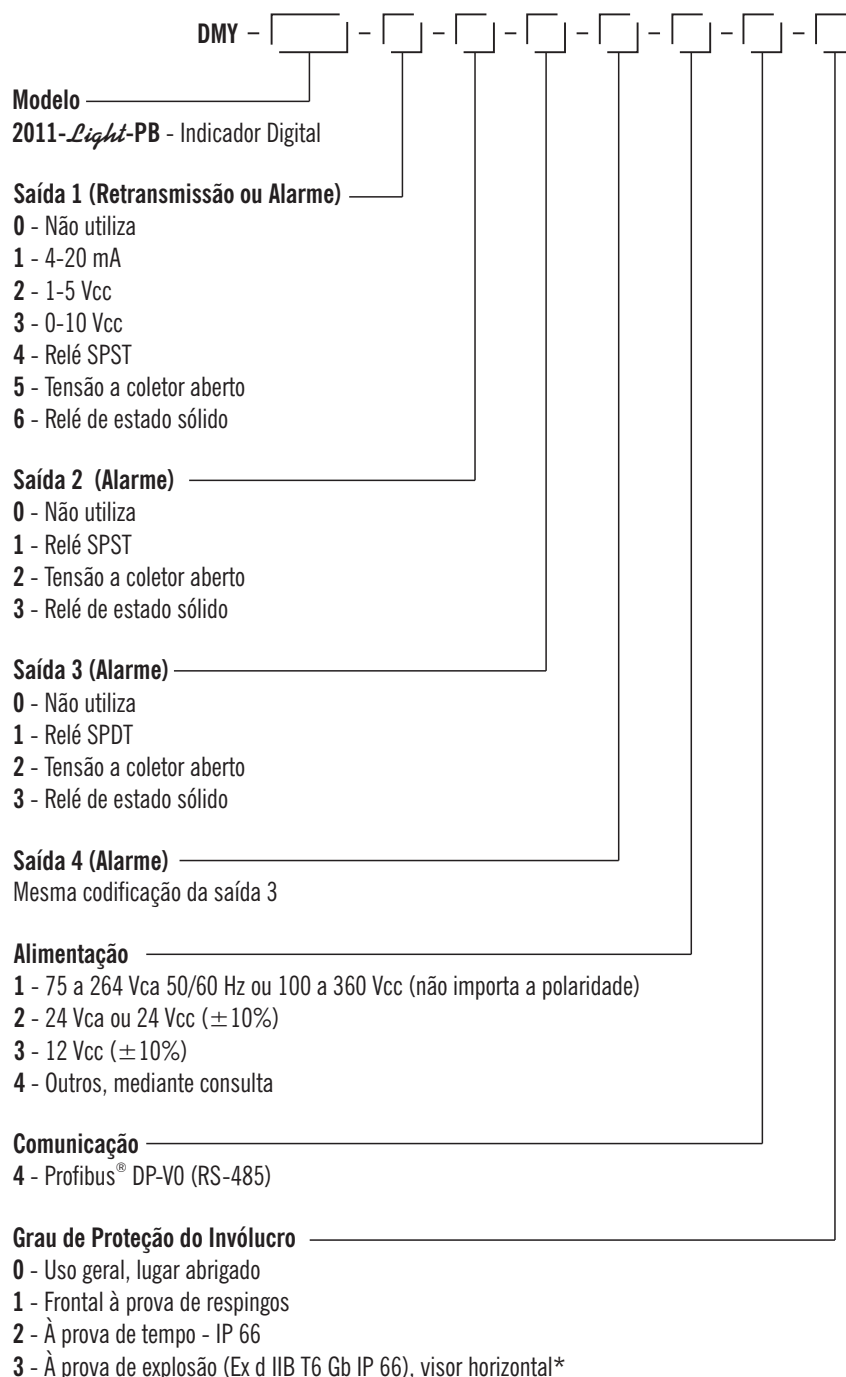 DMY - - - - - - - -
Modelo
2011-Light-PB - Indicador Digital
Saída 1 (Retransmissão ou Alarme)
0 - Não utiliza
1 - 4-20 mA
2 - 1-5 Vcc
3 - 0-10 Vcc
4 - Relé SPST
5 - Tensão a coletor aberto
6 - Relé de estado sólido
Saída 2 (Alarme)
0 - Não utiliza
1 - Relé SPST
2 - Tensão a coletor aberto
3 - Relé de estado sólido
Saída 3 (Alarme)
0 - Não utiliza
1 - Relé SPDT
2 - Tensão a coletor aberto
3 - Relé de estado sólido
Saída 4 (Alarme)
Mesma codificação da saída 3
Alimentação
1 - 75 a 264 Vca 50/60 Hz ou 100 a 360 Vcc (não importa a polaridade)
2 - 24 Vca ou 24 Vcc (±10%)
3 - 12 Vcc (±10%)
4 - Outros, mediante consulta
Comunicação
4 - Profibus® DP-V0 (RS-485)
Grau de Proteção do Invólucro
0 - Uso geral, lugar abrigado
1 - Frontal à prova de respingos
2 - À prova de tempo - IP 66
3 - À prova de explosão (Ex d IIB T6 Gb IP 66), visor horizontal*